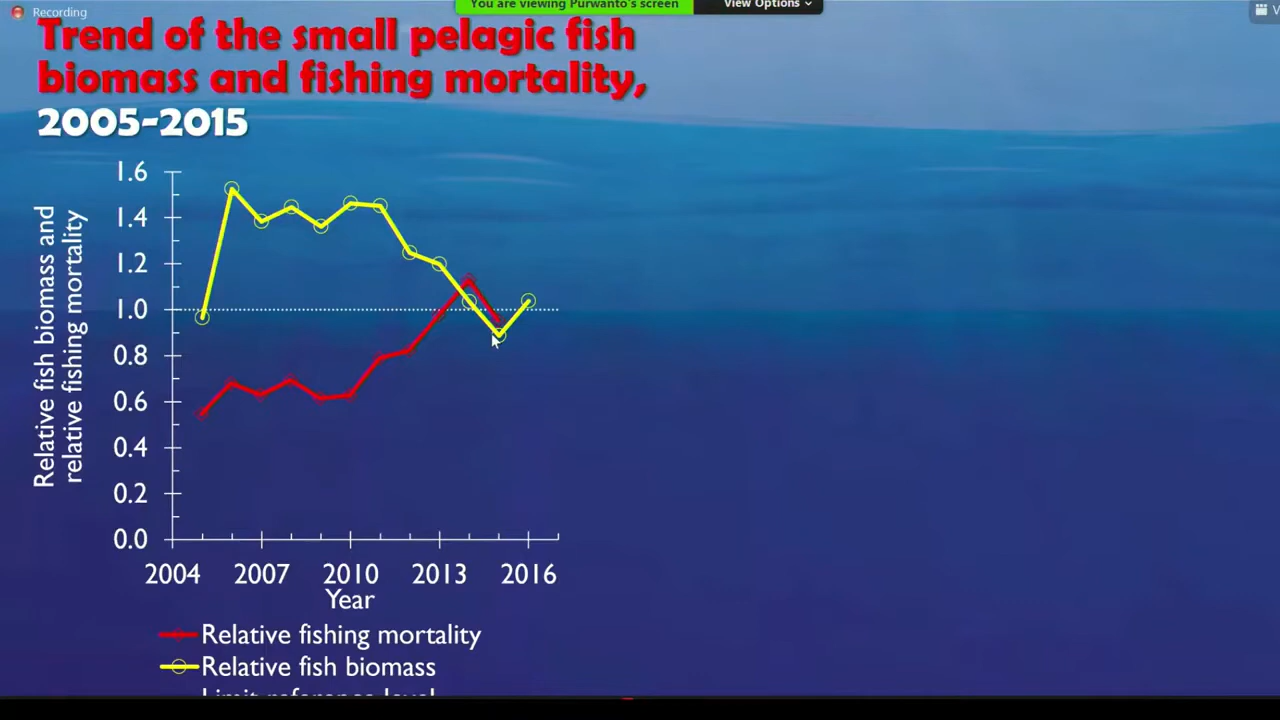 Recording
You are viewing Purwanto's screen
View Options
V
Trend of the small pelagic fish
biomass and fishing mortality,
2005-2015
Relative fish biomass and
relative fishing mortality
1.6
1.4
1.2
1.0
0.8
0.6
0.4
0.2
0.0
2004 2007 2010 2013 2016
Year
Relative fishing mortality
Relative fish biomass
Limit reference level